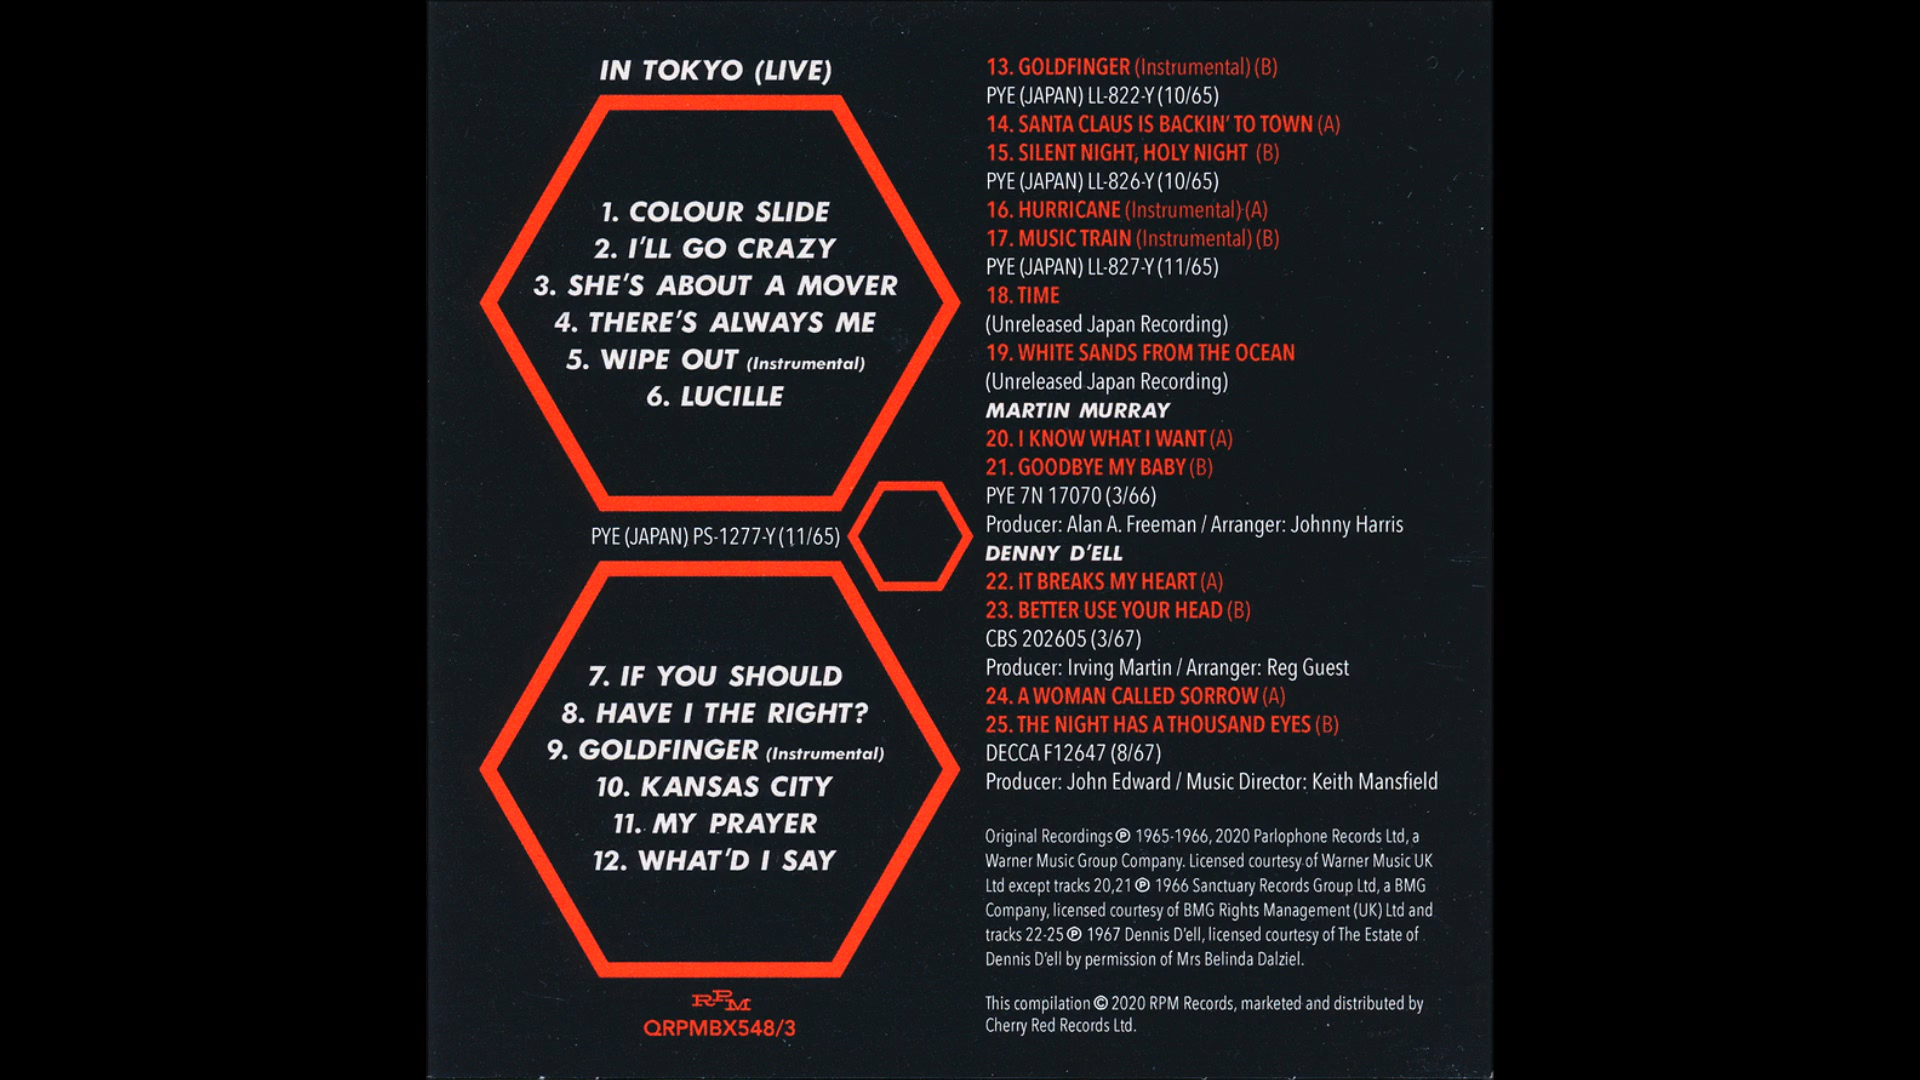 IN TOKYO (LIVE)
1. COLOUR SLIDE
2. I'LL GO CRAZY
3. SHE'S ABOUT A MOVER
4. THERE'S ALWAYS ME
5. WIPE OUT (Instrumental)
6. LUCILLE
PYE (JAPAN) PS-1277-Y (11/65)
7. IF YOU SHOULD
8. HAVE I THE RIGHT?
9. GOLDFINGER (Instrumental)
10. KANSAS CITY
11. MY PRAYER
12. WHAT'D I SAY
RPM
QRPMBX548/3
13. GOLDFINGER (Instrumental) (B)
PYE (JAPAN) LL-822-Y (10/65)
14. SANTA CLAUS IS BACKIN' TO TOWN (A)
15. SILENT NIGHT, HOLY NIGHT (B)
PYE (JAPAN) LL-826-Y (10/65)
16. HURRICANE (Instrumental) (A)
17. MUSIC TRAIN (Instrumental) (B)
PYE (JAPAN) LL-827-Y (11/65)
18. TIME
(Unreleased Japan Recording)
19. WHITE SANDS FROM THE OCEAN
(Unreleased Japan Recording)
MARTIN MURRAY
20. I KNOW WHAT I WANT (A)
21. GOODBYE MY BABY (B)
PYE 7N 17070 (3/66)
Producer: Alan A. Freeman / Arranger: Johnny Harris
DENNY D'ELL
22. IT BREAKS MY HEART (A)
23. BETTER USE YOUR HEAD (B)
CBS 202605 (3/67)
Producer: Irving Martin / Arranger: Reg Guest
24. A WOMAN CALLED SORROW (A)
25. THE NIGHT HAS A THOUSAND EYES (B)
DECCA F12647 (8/67)
Producer: John Edward / Music Director: Keith Mansfield
Original Recordings ℗ 1965-1966, 2020 Parlophone Records Ltd, a
Warner Music Group Company. Licensed courtesy of Warner Music UK
Ltd except tracks 20,21 ℗ 1966 Sanctuary Records Group Ltd, a BMG
Company, licensed courtesy of BMG Rights Management (UK) Ltd and
tracks 22-25 ℗ 1967 Dennis D'ell, licensed courtesy of The Estate of
Dennis D'ell by permission of Mrs Belinda Dalziel.
This compilation © 2020 RPM Records, marketed and distributed by
Cherry Red Records Ltd.